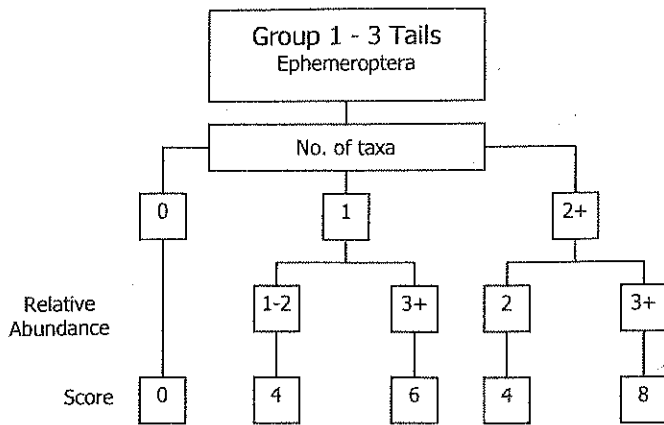 Group 1 - 3 Tails
Ephemeroptera
No. of taxa
0 1 2+
Relative
Abundance
1-2 3+ 2 3+
Score 0 4 6 4 8